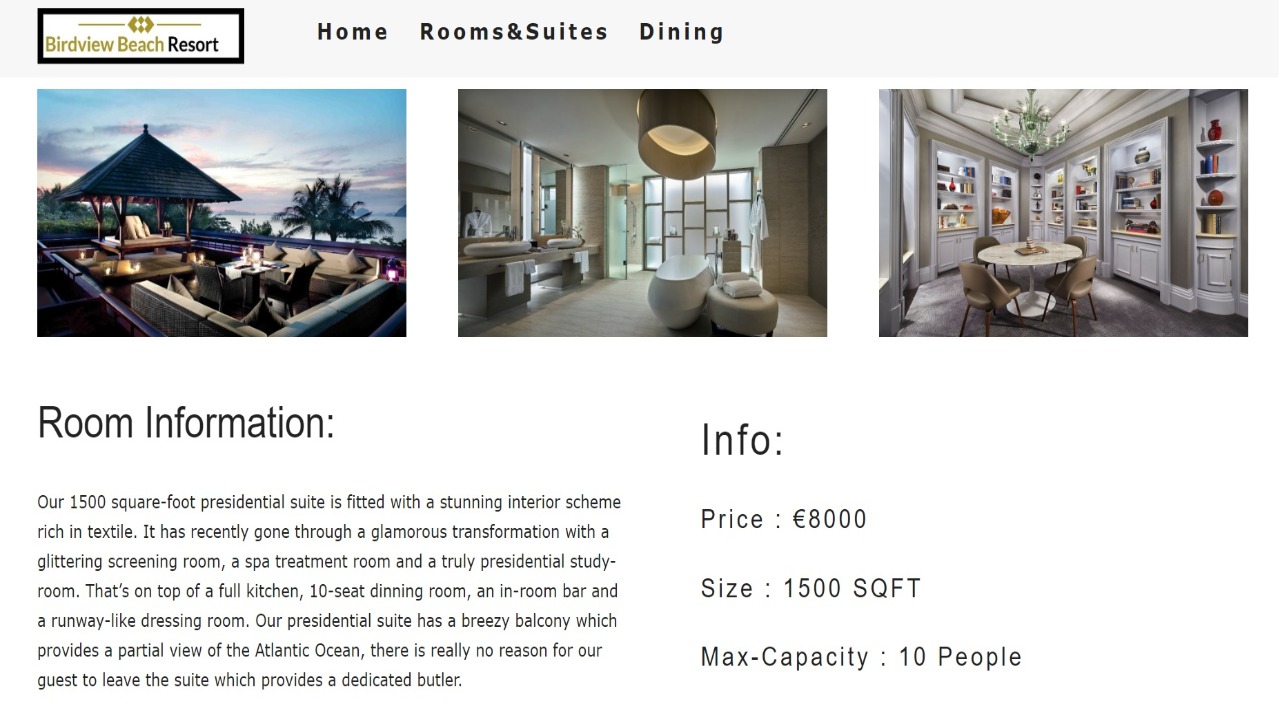 Birdview Beach Resort
Home Rooms&Suites Dining
Room Information:
Our 1500 square-foot presidential suite is fitted with a stunning interior scheme
rich in textile. It has recently gone through a glamorous transformation with a
glittering screening room, a spa treatment room and a truly presidential study-
room. That’s on top of a full kitchen, 10-seat dinning room, an in-room bar and
a runway-like dressing room. Our presidential suite has a breezy balcony which
provides a partial view of the Atlantic Ocean, there is really no reason for our
guest to leave the suite which provides a dedicated butler.
Info:
Price : €8000
Size : 1500 SQFT
Max-Capacity : 10 People